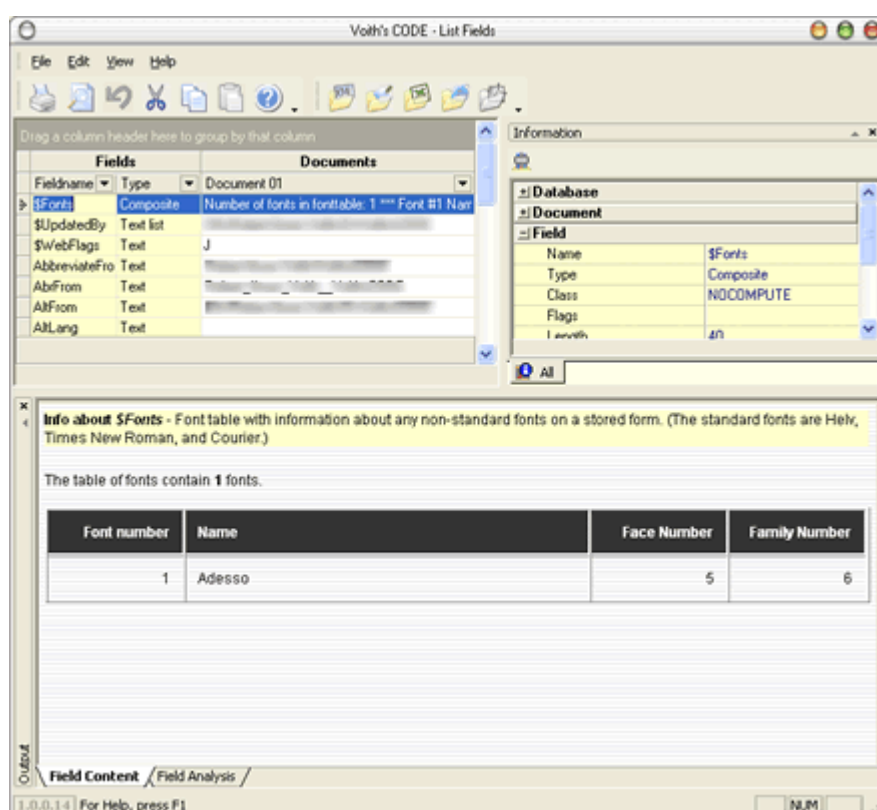 Voith's CODE - List Fields
File Edit View Help
Drag a column header here to group by that column
Fields Documents
Fieldname Type Document 01
$Fonts Composite Number of fonts in fonttable: 1 *** Font #1 Nam
$UpdatedBy Text list
$WebFlags Text J
AbbreviateFro Text
AbrFrom Text
AltFrom Text
AltLang Text
Information
Database
Document
Field
Name $Fonts
Type Composite
Class NOCOMPUTE
Flags
Length 40
All
Info about $Fonts - Font table with information about any non-standard fonts on a stored form. (The standard fonts are Helv,
Times New Roman, and Courier.)
The table of fonts contain 1 fonts.
Font number Name Face Number Family Number
1 Adesso 5 6
Output
Field Content Field Analysis
1.0.0.14 For Help, press F1 NUM